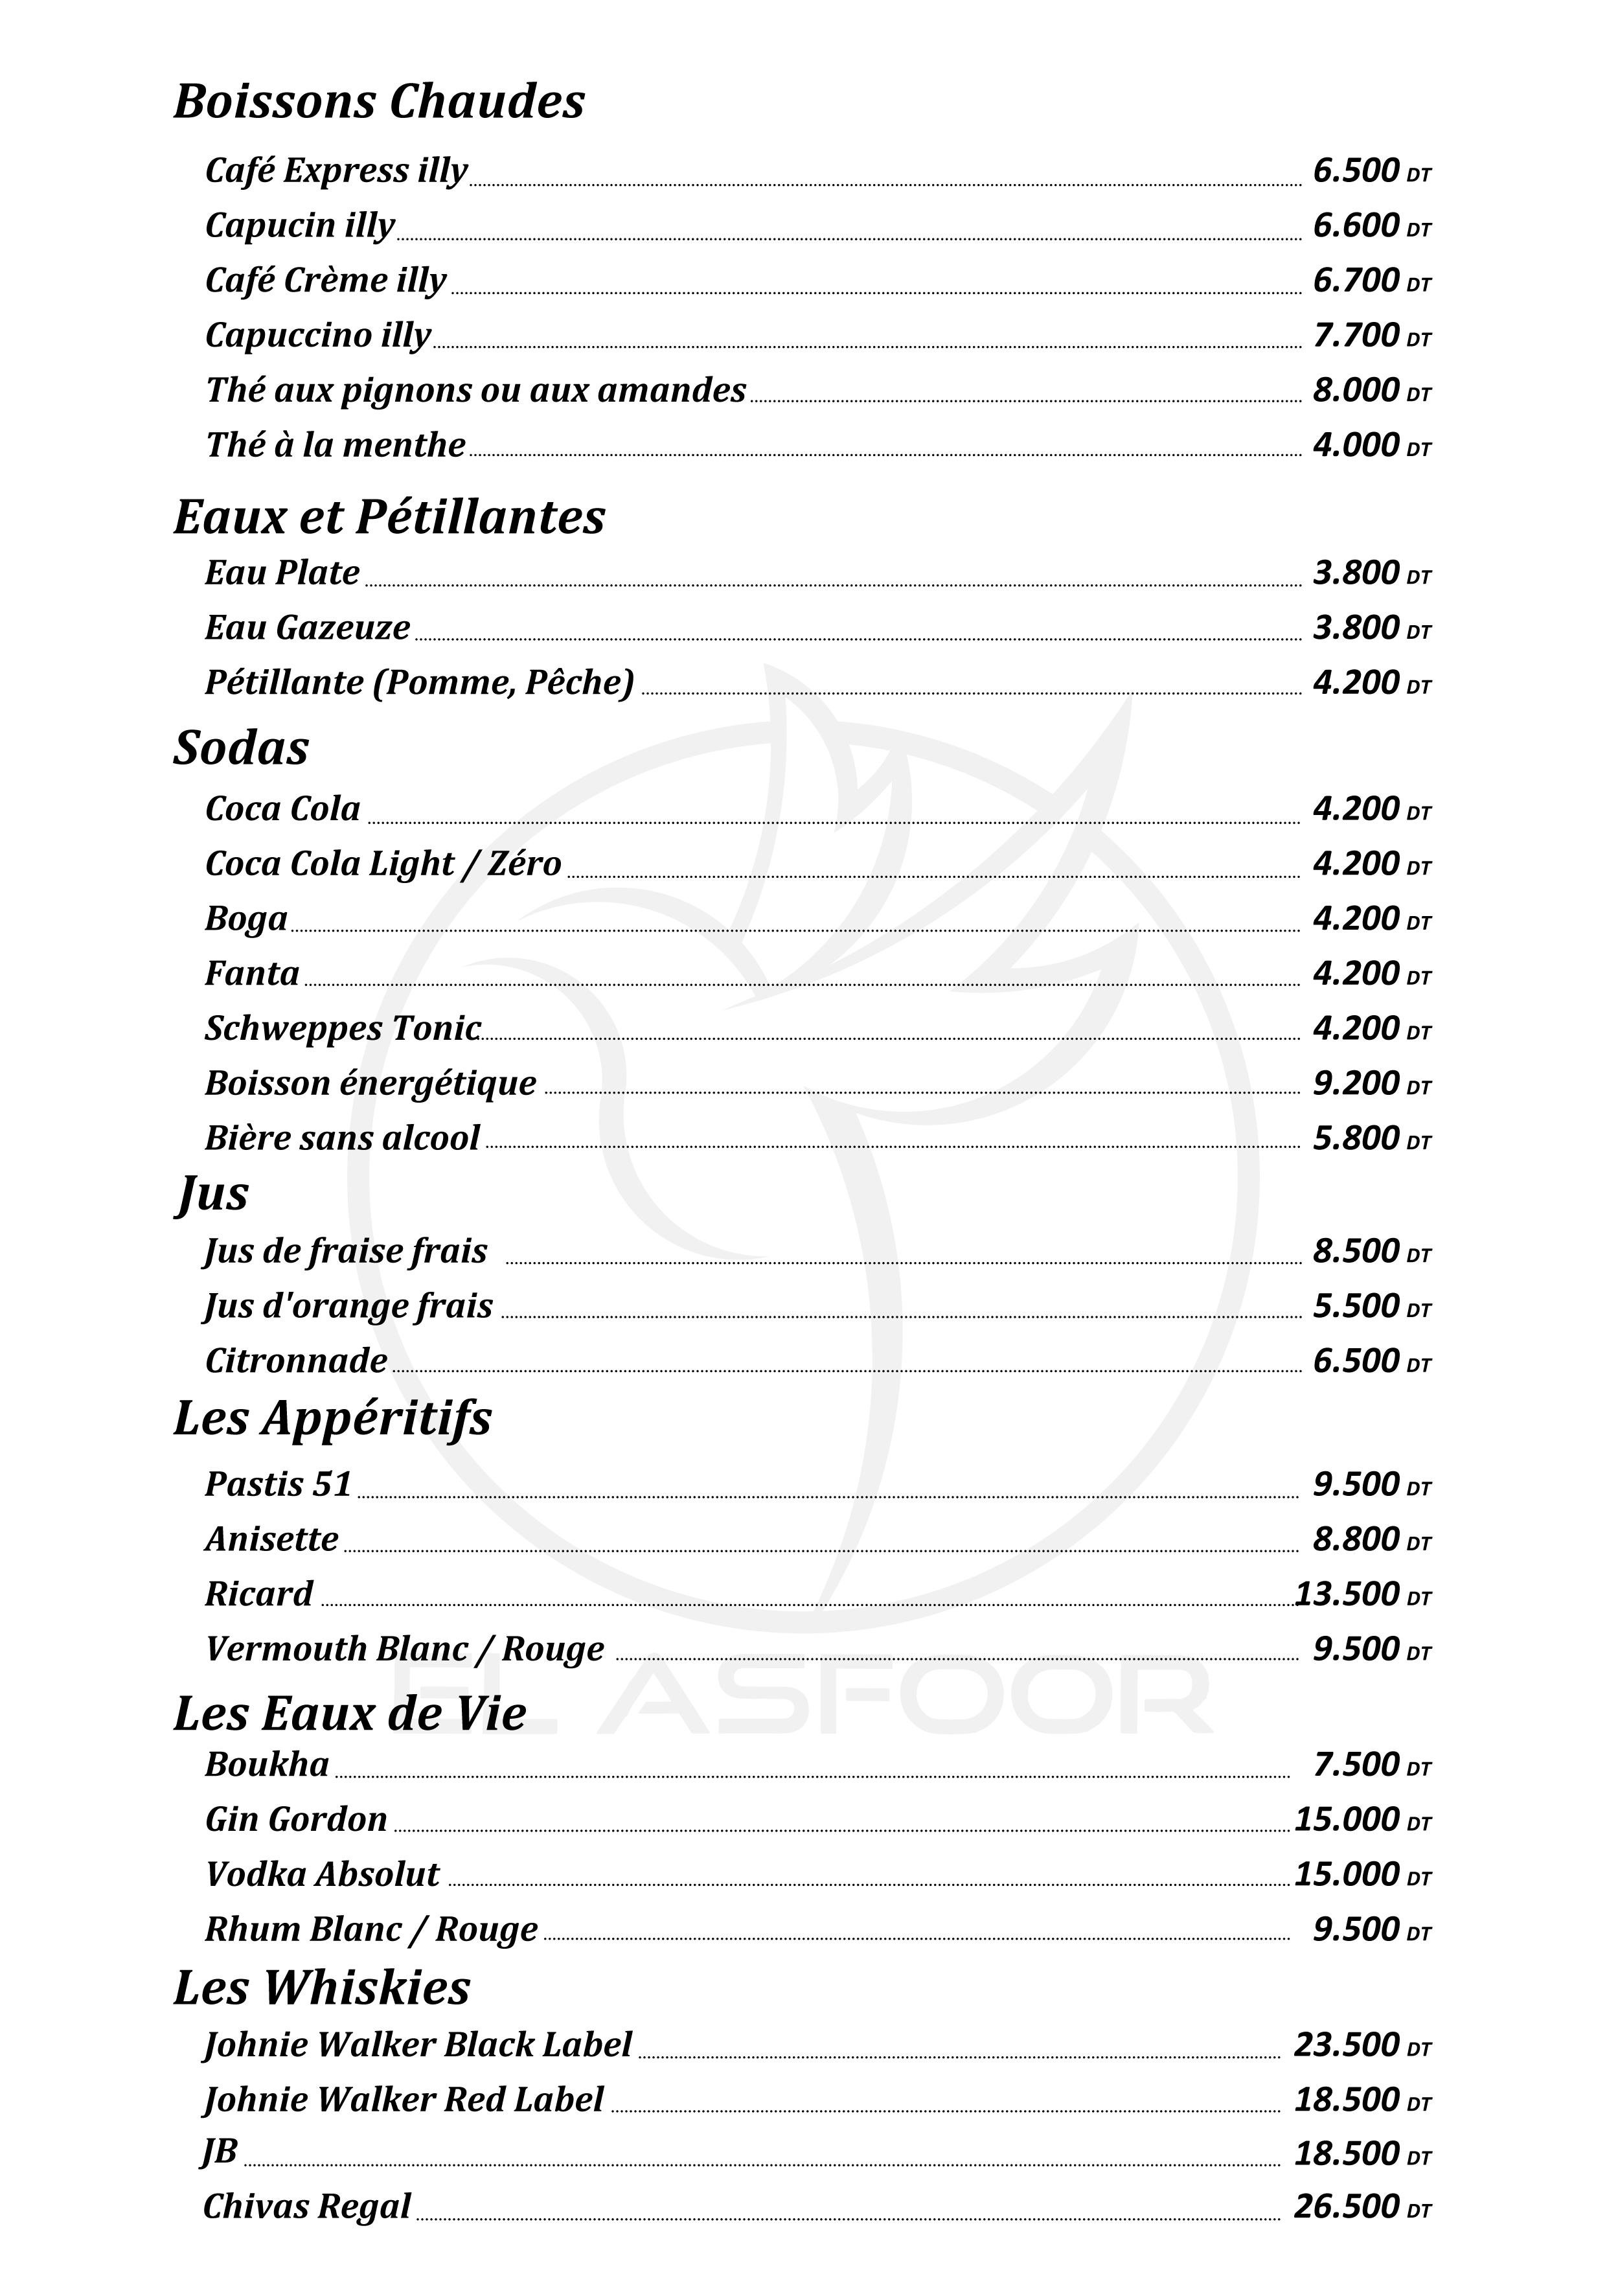 Boissons Chaudes
Café Express illy 6.500 DT
Capucin illy 6.600 DT
Café Crème illy 6.700 DT
Capuccino illy 7.700 DT
Thé aux pignons ou aux amandes 8.000 DT
Thé à la menthe 4.000 DT
Eaux et Pétillantes
Eau Plate 3.800 DT
Eau Gazeuze 3.800 DT
Pétillante (Pomme, Pêche) 4.200 DT
Sodas
Coca Cola 4.200 DT
Coca Cola Light / Zéro 4.200 DT
Boga 4.200 DT
Fanta 4.200 DT
Schweppes Tonic 4.200 DT
Boisson énergétique 9.200 DT
Bière sans alcool 5.800 DT
Jus
Jus de fraise frais 8.500 DT
Jus d'orange frais 5.500 DT
Citronnade 6.500 DT
Les Appéritifs
Pastis 51 9.500 DT
Anisette 8.800 DT
Ricard 13.500 DT
Vermouth Blanc / Rouge 9.500 DT
EL ASFOOR
Les Eaux de Vie
Boukha 7.500 DT
Gin Gordon 15.000 DT
Vodka Absolut 15.000 DT
Rhum Blanc / Rouge 9.500 DT
Les Whiskies
Johnie Walker Black Label 23.500 DT
Johnie Walker Red Label 18.500 DT
JB 18.500 DT
Chivas Regal 26.500 DT